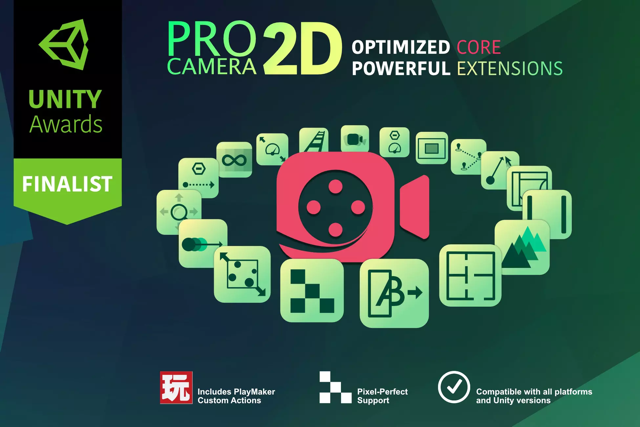 UNITY
Awards
FINALIST
PRO
CAMERA
2D
OPTIMIZED CORE
POWERFUL EXTENSIONS
A B
玩
Includes PlayMaker
Custom Actions
Pixel-Perfect
Support
Compatible with all platforms
and Unity versions